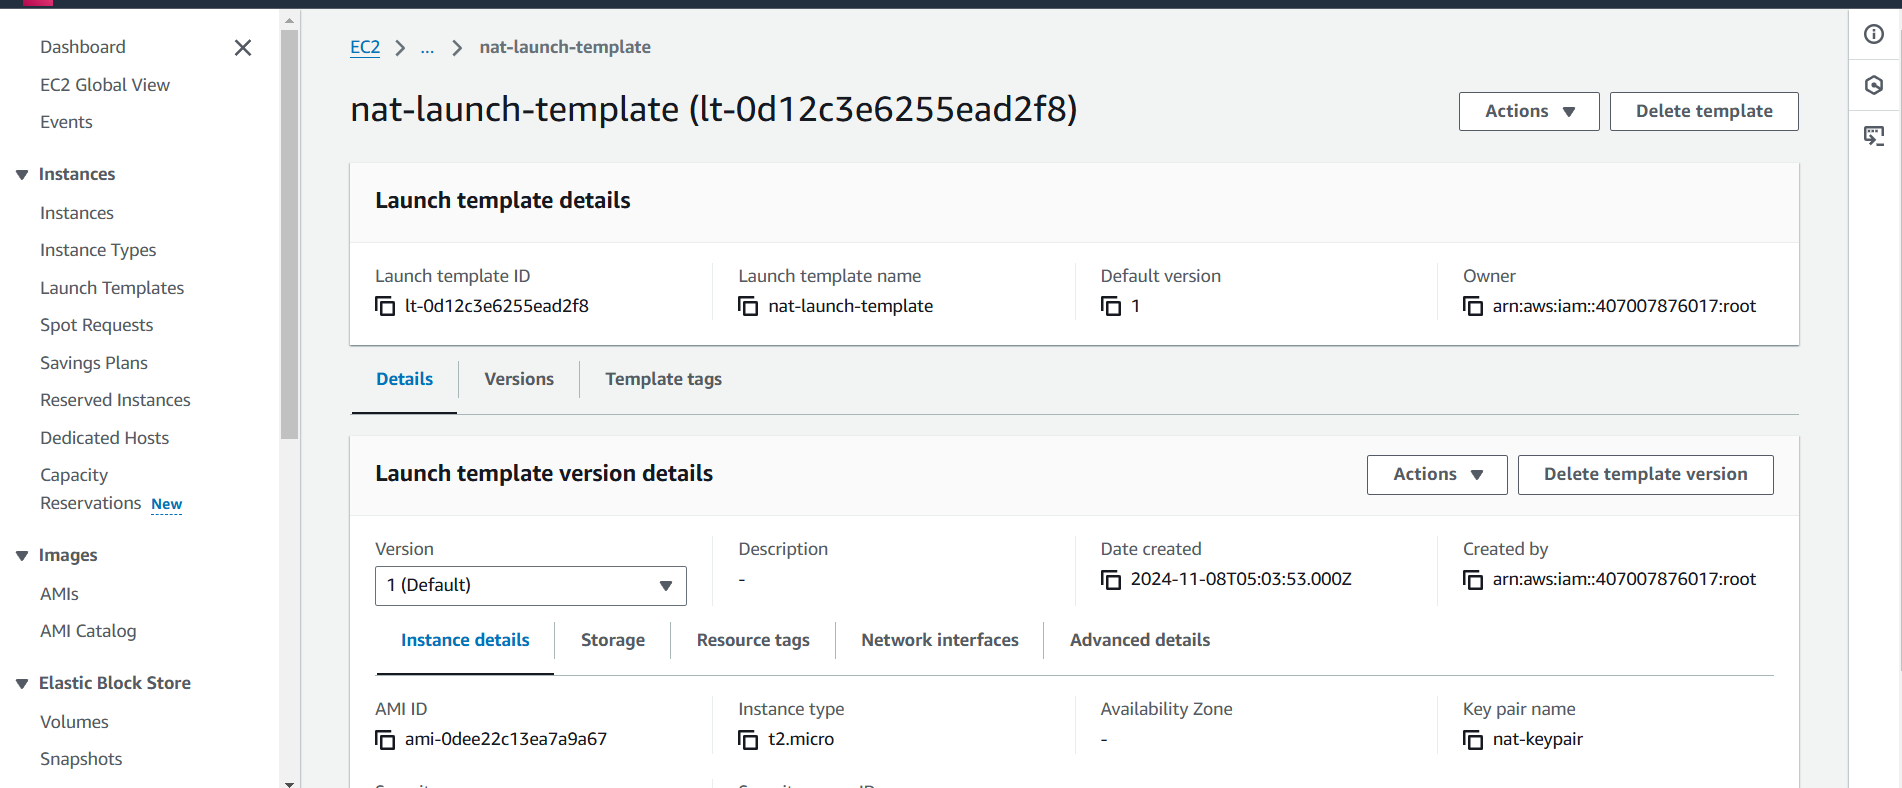 Dashboard
EC2 Global View
Events
Instances
Instances
Instance Types
Launch Templates
Spot Requests
Savings Plans
Reserved Instances
Dedicated Hosts
Capacity
Reservations New
Images
AMIs
AMI Catalog
Elastic Block Store
Volumes
Snapshots
EC2 > ... > nat-launch-template
nat-launch-template (lt-0d12c3e6255ead2f8)
Actions
Delete template
Launch template details
Launch template ID
lt-0d12c3e6255ead2f8
Launch template name
nat-launch-template
Default version
1
Owner
arn:aws:iam::407007876017:root
Details
Versions
Template tags
Launch template version details
Actions
Delete template version
Version
1 (Default)
Description
-
Date created
2024-11-08T05:03:53.000Z
Created by
arn:aws:iam::407007876017:root
Instance details
Storage
Resource tags
Network interfaces
Advanced details
AMI ID
ami-0dee22c13ea7a9a67
Instance type
t2.micro
Availability Zone
-
Key pair name
nat-keypair